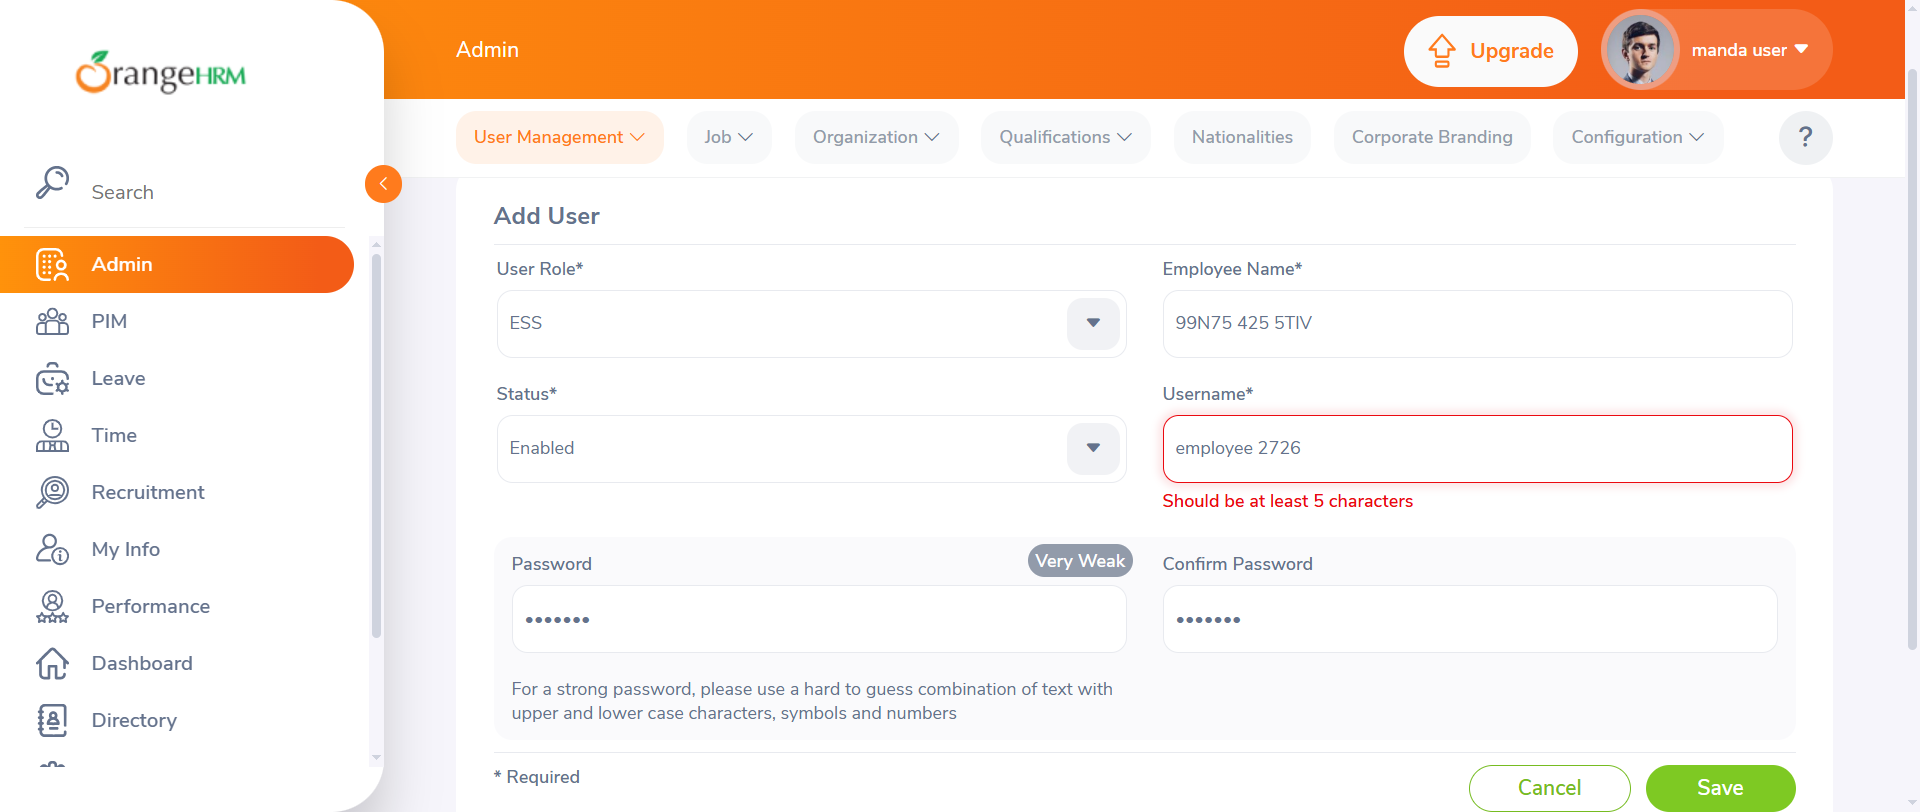 OrangeHRM
Admin
Upgrade
manda user
User Management
Job
Organization
Qualifications
Nationalities
Corporate Branding
Configuration
?
Search
Admin
PIM
Leave
Time
Recruitment
My Info
Performance
Dashboard
Directory
Add User
User Role*
Employee Name*
ESS
99N75 425 5TIV
Status*
Username*
Enabled
employee 2726
Should be at least 5 characters
Password
Very Weak
Confirm Password
•••••••
•••••••
For a strong password, please use a hard to guess combination of text with
upper and lower case characters, symbols and numbers
* Required
Cancel
Save